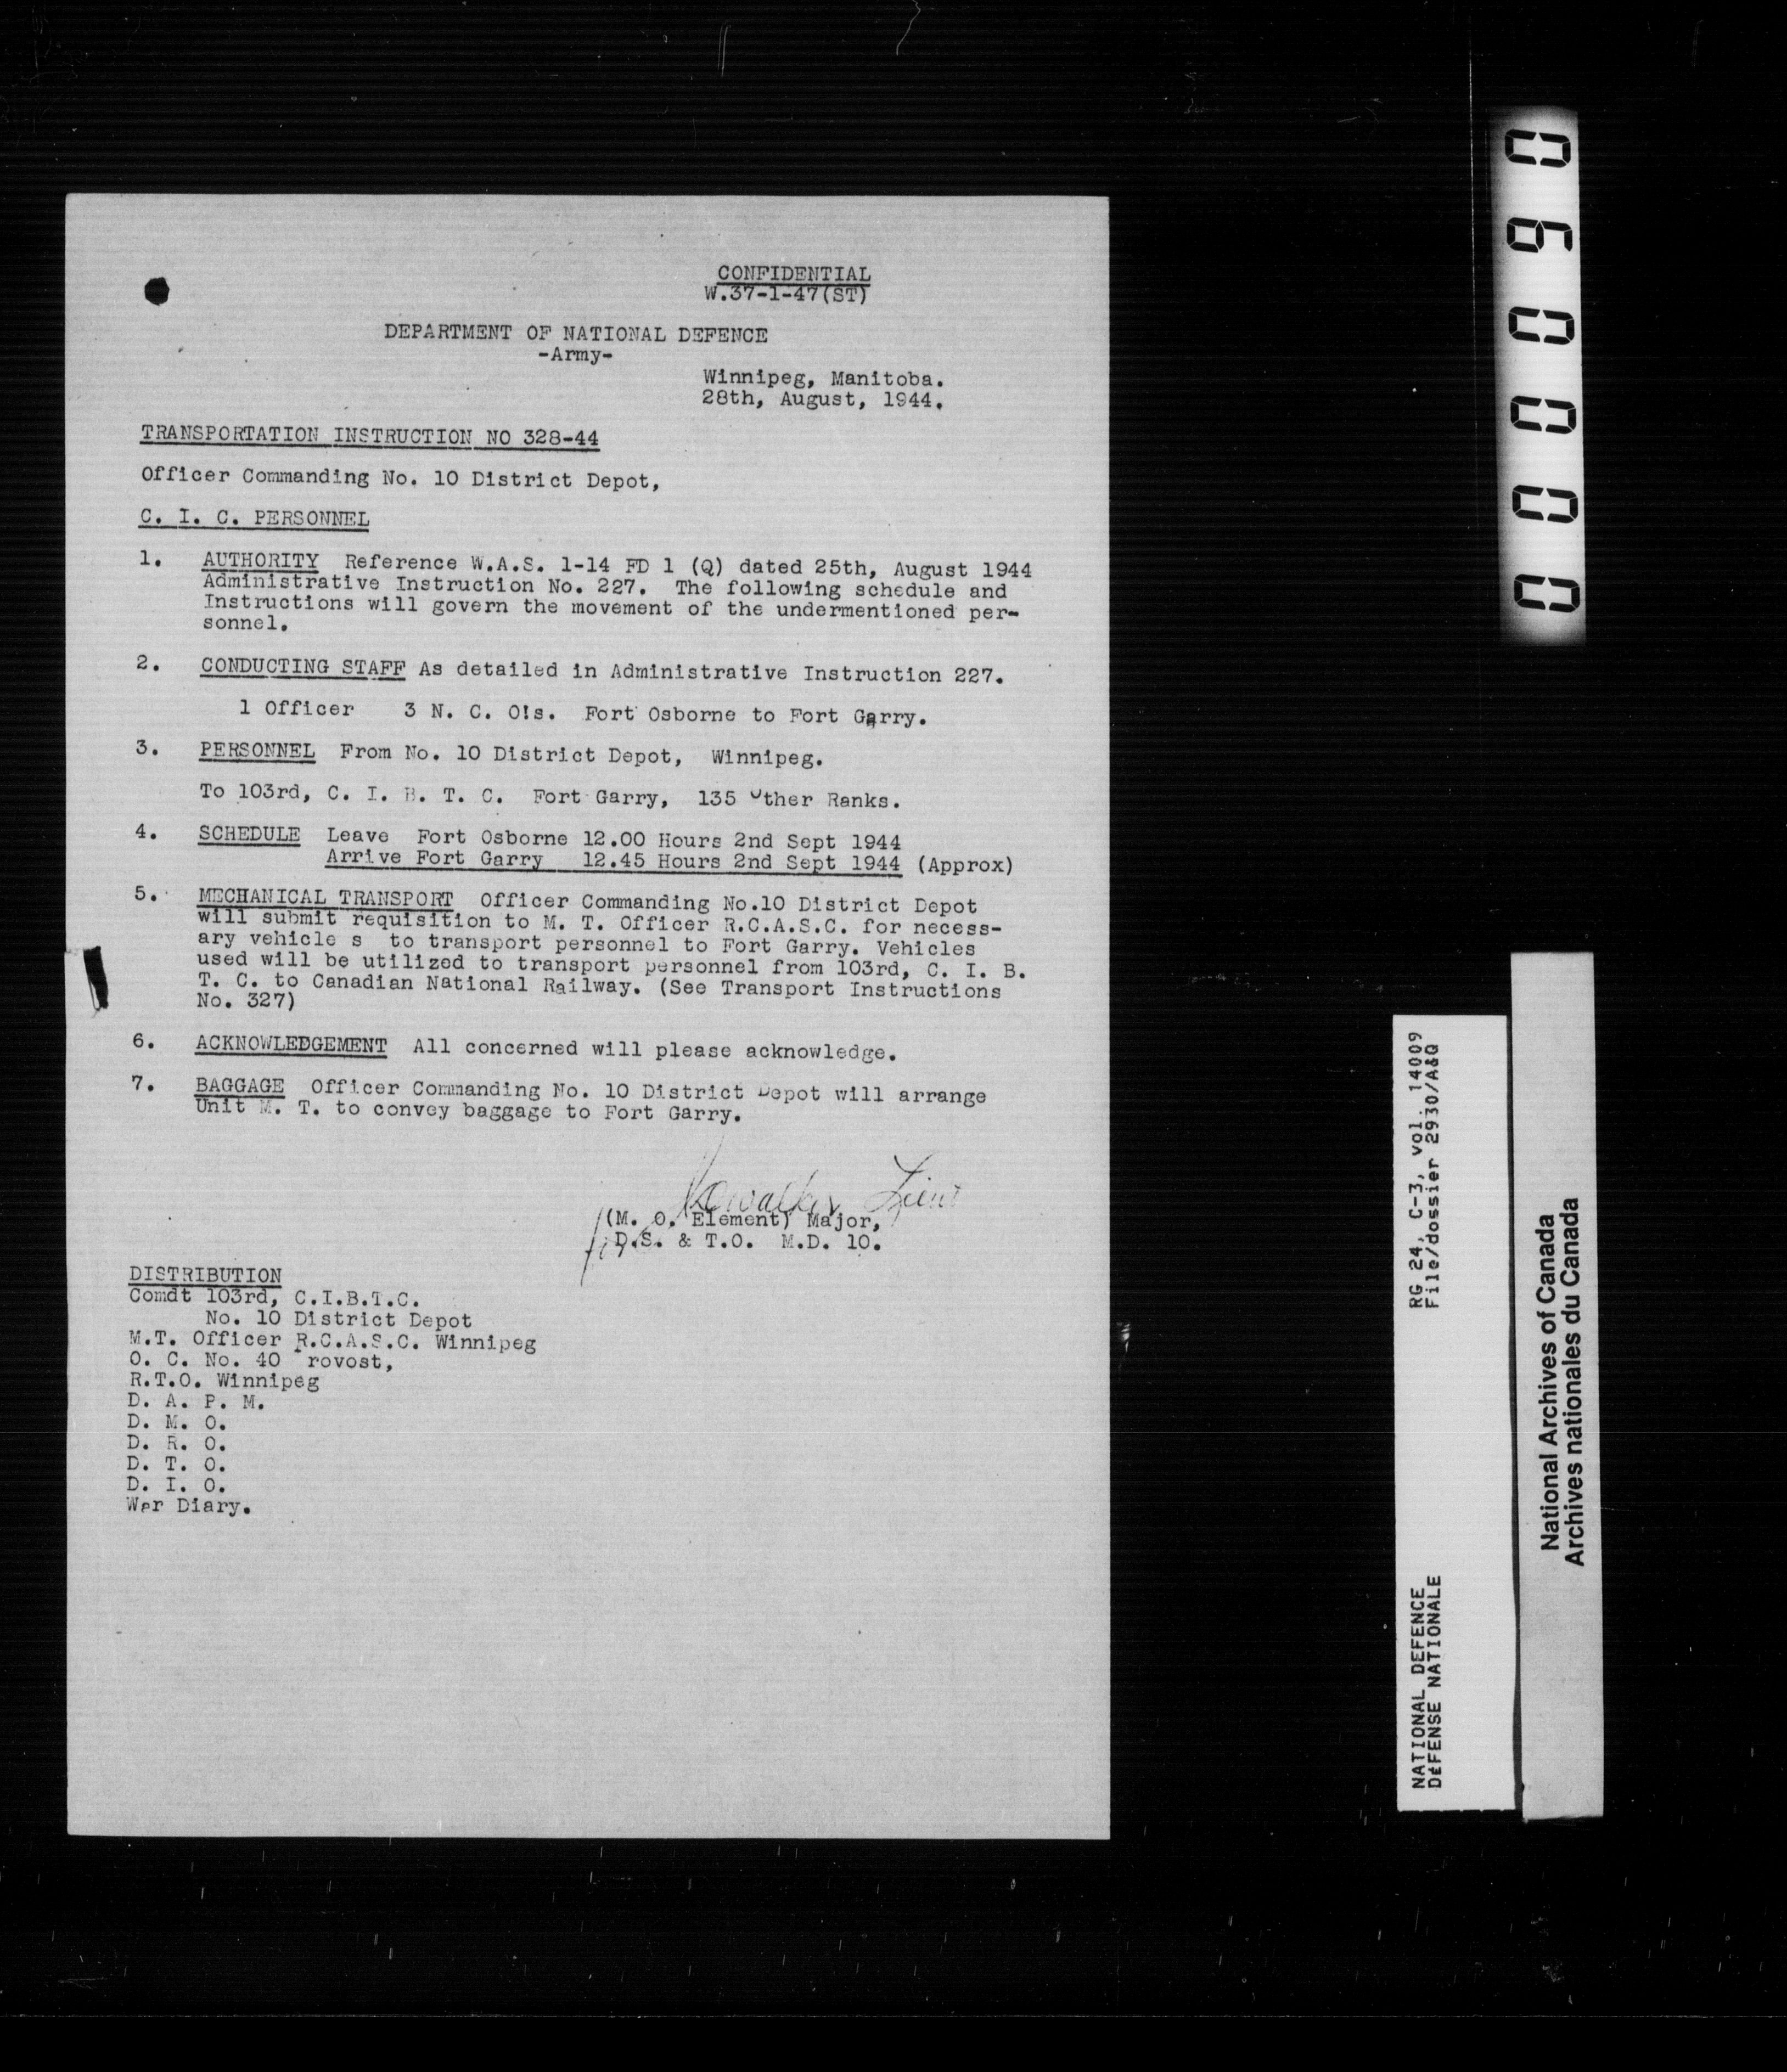 CONFIDENTIAL
W.37-1-47(ST)
DEPARTMENT OF NATIONAL DEFENCE
-Army-
Winnipeg, Manitoba.
28th, August, 1944.
TRANSPORTATION INSTRUCTION NO 328-44
Officer Commanding No. 10 District Depot,
C. I. C. PERSONNEL
1. AUTHORITY Reference W.A.S. 1-14 FD 1 (Q) dated 25th, August 1944
Administrative Instruction No. 227. The following schedule and
Instructions will govern the movement of the undermentioned per-
sonnel.
2. CONDUCTING STAFF As detailed in Administrative Instruction 227.
1 Officer 3 N. C. O's. Fort Osborne to Fort Garry.
3. PERSONNEL From No. 10 District Depot, Winnipeg.
To 103rd, C. I. B. T. C. Fort Garry, 135 Other Ranks.
4. SCHEDULE Leave Fort Osborne 12.00 Hours 2nd Sept 1944
Arrive Fort Garry 12.45 Hours 2nd Sept 1944 (Approx)
5. MECHANICAL TRANSPORT Officer Commanding No.10 District Depot
will submit requisition to M. T. Officer R.C.A.S.C. for necess-
ary vehicle s to transport personnel to Fort Garry. Vehicles
used will be utilized to transport personnel from 103rd, C. I. B.
T. C. to Canadian National Railway. (See Transport Instructions
No. 327)
6. ACKNOWLEDGEMENT All concerned will please acknowledge.
7. BAGGAGE Officer Commanding No. 10 District Depot will arrange
Unit M. T. to convey baggage to Fort Garry.
Lieut
(M. O. Element) Major,
D.S. & T.O. M.D. 10.
DISTRIBUTION
Comdt 103rd, C.I.B.T.C.
No. 10 District Depot
M.T. Officer R.C.A.S.C. Winnipeg
O. C. No. 40 rovost,
R.T.O. Winnipeg
D. A. P. M.
D. M. O.
D. R. O.
D. T. O.
D. I. O.
War Diary.
000060
RG 24, C-3, vol. 14009
File/dossier 2930/A&Q
NATIONAL DEFENCE
DÉFENSE NATIONALE
National Archives of Canada
Archives nationales du Canada